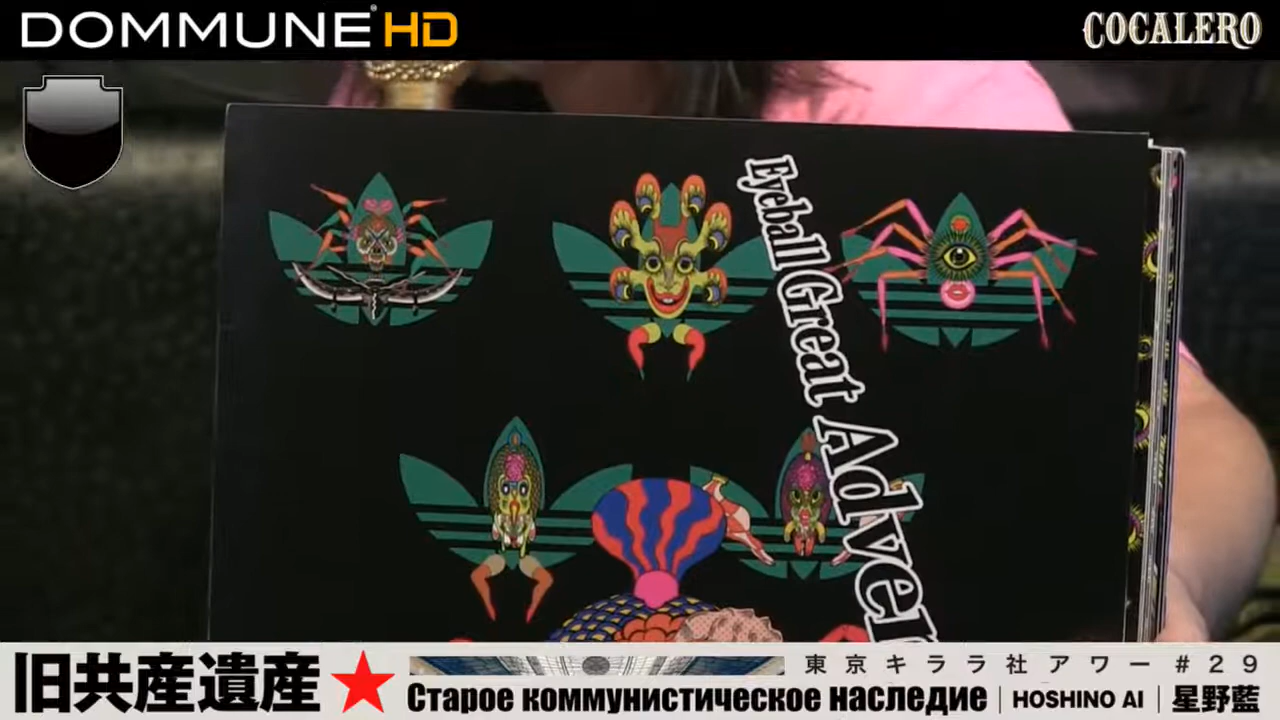 DOMMUNE® HD
COCALERO
Eyeball Great Adver
旧共産遺産★
東京キララ社アワー#29
Старое коммунистическое наследие | HOSHINO AI | 星野藍